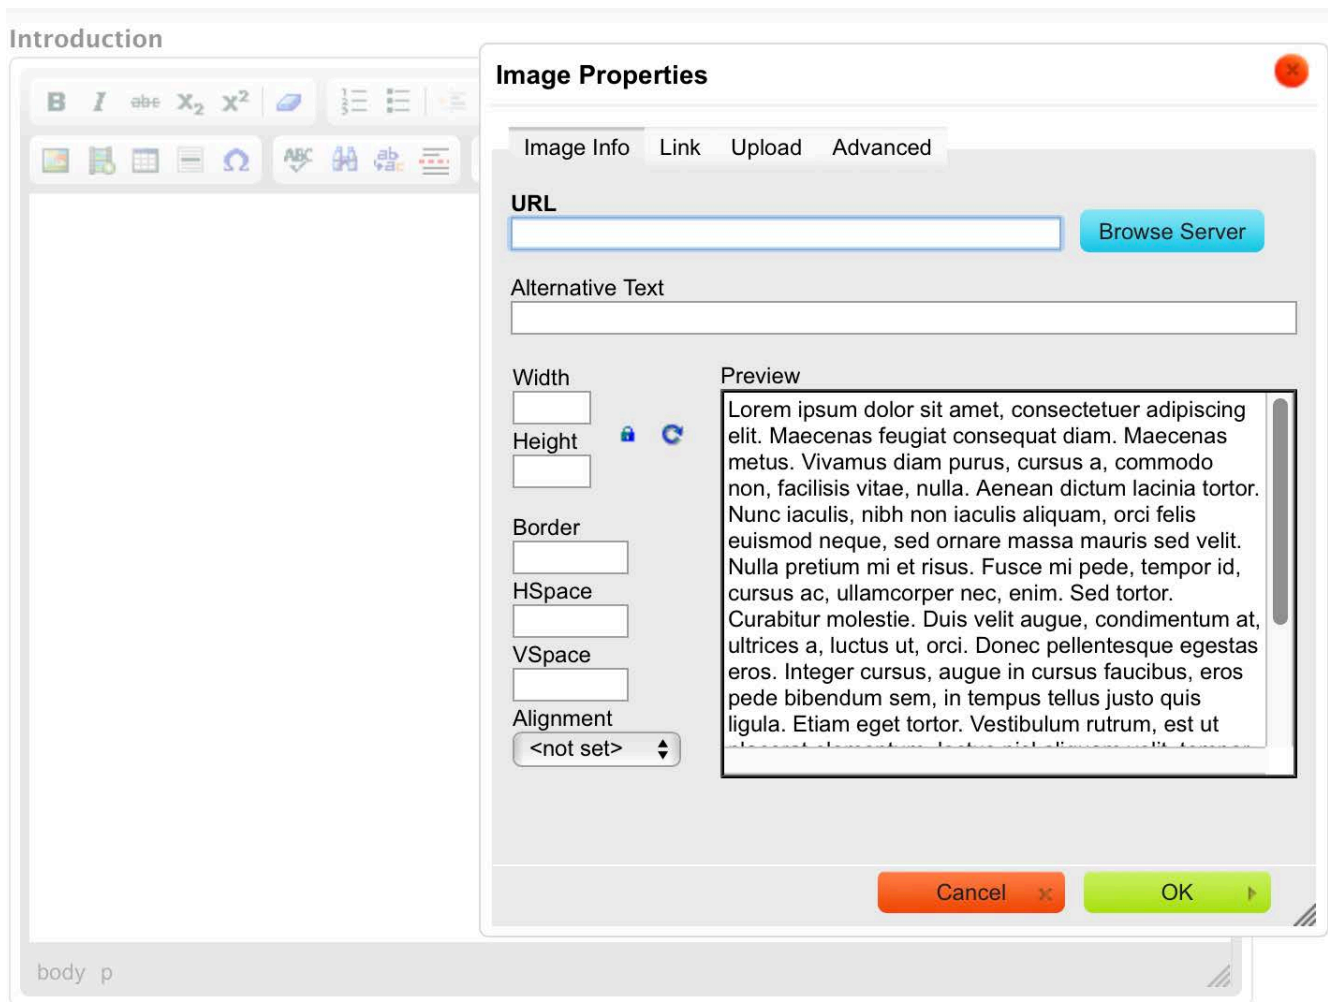 Introduction
Image Properties
B I abc X2 X2
ABC
ab
a
Image Info Link Upload Advanced
URL
Browse Server
Alternative Text
Width
Height
Border
HSpace
VSpace
Alignment
<not set>
Preview
Lorem ipsum dolor sit amet, consectetuer adipiscing
elit. Maecenas feugiat consequat diam. Maecenas
metus. Vivamus diam purus, cursus a, commodo
non, facilisis vitae, nulla. Aenean dictum lacinia tortor.
Nunc iaculis, nibh non iaculis aliquam, orci felis
euismod neque, sed ornare massa mauris sed velit.
Nulla pretium mi et risus. Fusce mi pede, tempor id,
cursus ac, ullamcorper nec, enim. Sed tortor.
Curabitur molestie. Duis velit augue, condimentum at,
ultrices a, luctus ut, orci. Donec pellentesque egestas
eros. Integer cursus, augue in cursus faucibus, eros
pede bibendum sem, in tempus tellus justo quis
ligula. Etiam eget tortor. Vestibulum rutrum, est ut
Cancel OK
body p